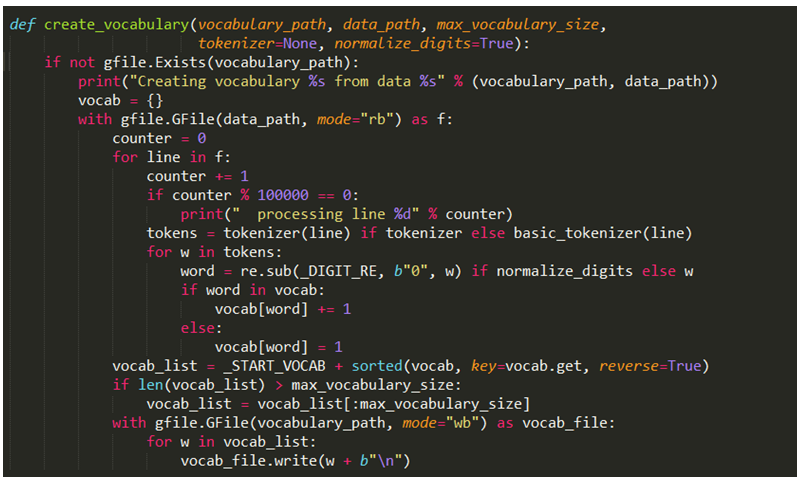 def create_vocabulary(vocabulary_path, data_path, max_vocabulary_size,
                      tokenizer=None, normalize_digits=True):
    if not gfile.Exists(vocabulary_path):
        print("Creating vocabulary %s from data %s" % (vocabulary_path, data_path))
        vocab = {}
        with gfile.GFile(data_path, mode="rb") as f:
            counter = 0
            for line in f:
                counter += 1
                if counter % 100000 == 0:
                    print("  processing line %d" % counter)
                tokens = tokenizer(line) if tokenizer else basic_tokenizer(line)
                for w in tokens:
                    word = re.sub(_DIGIT_RE, b"0", w) if normalize_digits else w
                    if word in vocab:
                        vocab[word] += 1
                    else:
                        vocab[word] = 1
            vocab_list = _START_VOCAB + sorted(vocab, key=vocab.get, reverse=True)
            if len(vocab_list) > max_vocabulary_size:
                vocab_list = vocab_list[:max_vocabulary_size]
            with gfile.GFile(vocabulary_path, mode="wb") as vocab_file:
                for w in vocab_list:
                    vocab_file.write(w + b"\n")